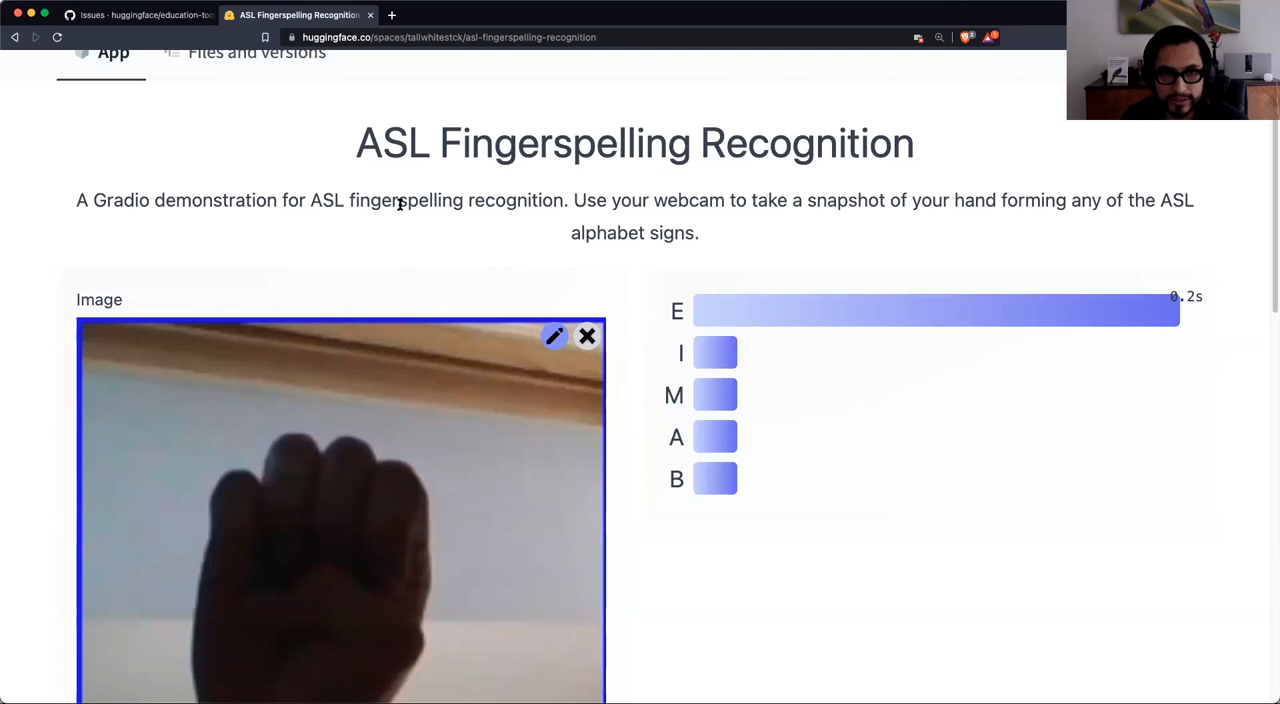 Issues · huggingface/education-too
ASL Fingerspelling Recognition
huggingface.co/spaces/tallwhitestck/asl-fingerspelling-recognition
App
Files and versions
ASL Fingerspelling Recognition
A Gradio demonstration for ASL fingerspelling recognition. Use your webcam to take a snapshot of your hand forming any of the ASL
alphabet signs.
Image
0.2s
E
I
M
A
B